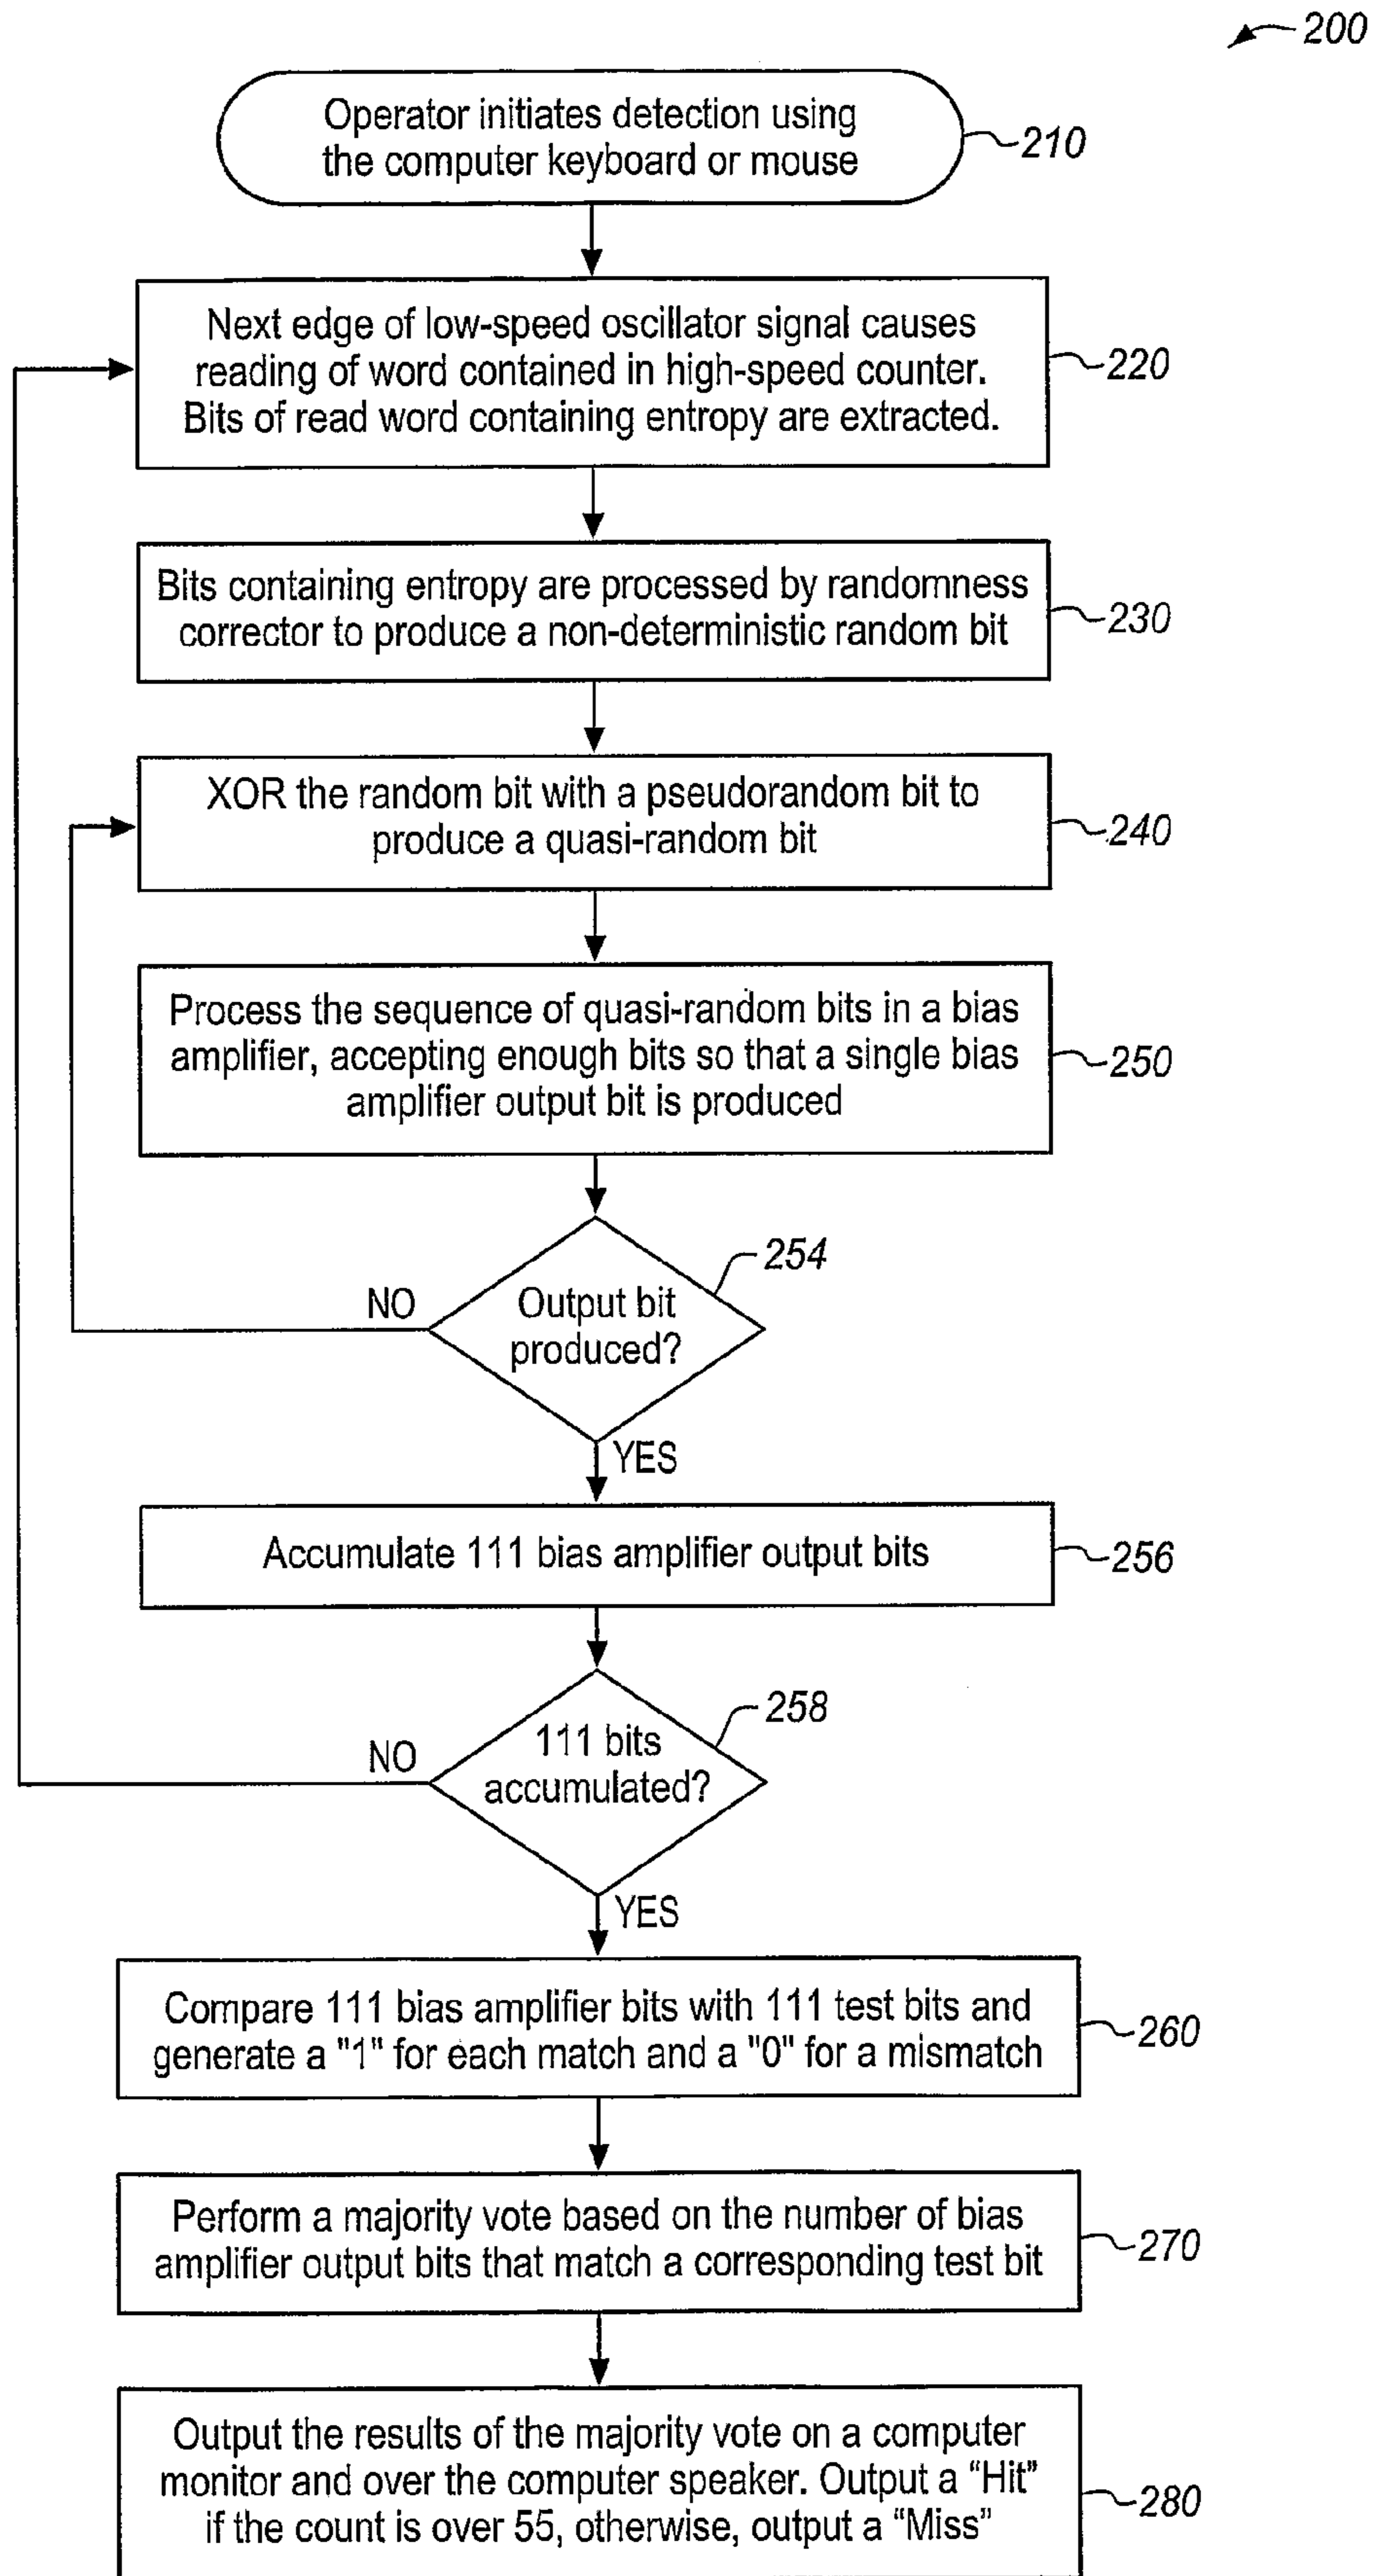 200
Operator initiates detection using
the computer keyboard or mouse
210
Next edge of low-speed oscillator signal causes
reading of word contained in high-speed counter.
Bits of read word containing entropy are extracted.
220
Bits containing entropy are processed by randomness
corrector to produce a non-deterministic random bit
230
XOR the random bit with a pseudorandom bit to
produce a quasi-random bit
240
Process the sequence of quasi-random bits in a bias
amplifier, accepting enough bits so that a single bias
amplifier output bit is produced
250
254
NO
Output bit
produced?
YES
Accumulate 111 bias amplifier output bits
256
258
NO
111 bits
accumulated?
YES
Compare 111 bias amplifier bits with 111 test bits and
generate a "1" for each match and a "0" for a mismatch
260
Perform a majority vote based on the number of bias
amplifier output bits that match a corresponding test bit
270
Output the results of the majority vote on a computer
monitor and over the computer speaker. Output a “Hit”
if the count is over 55, otherwise, output a “Miss”
280